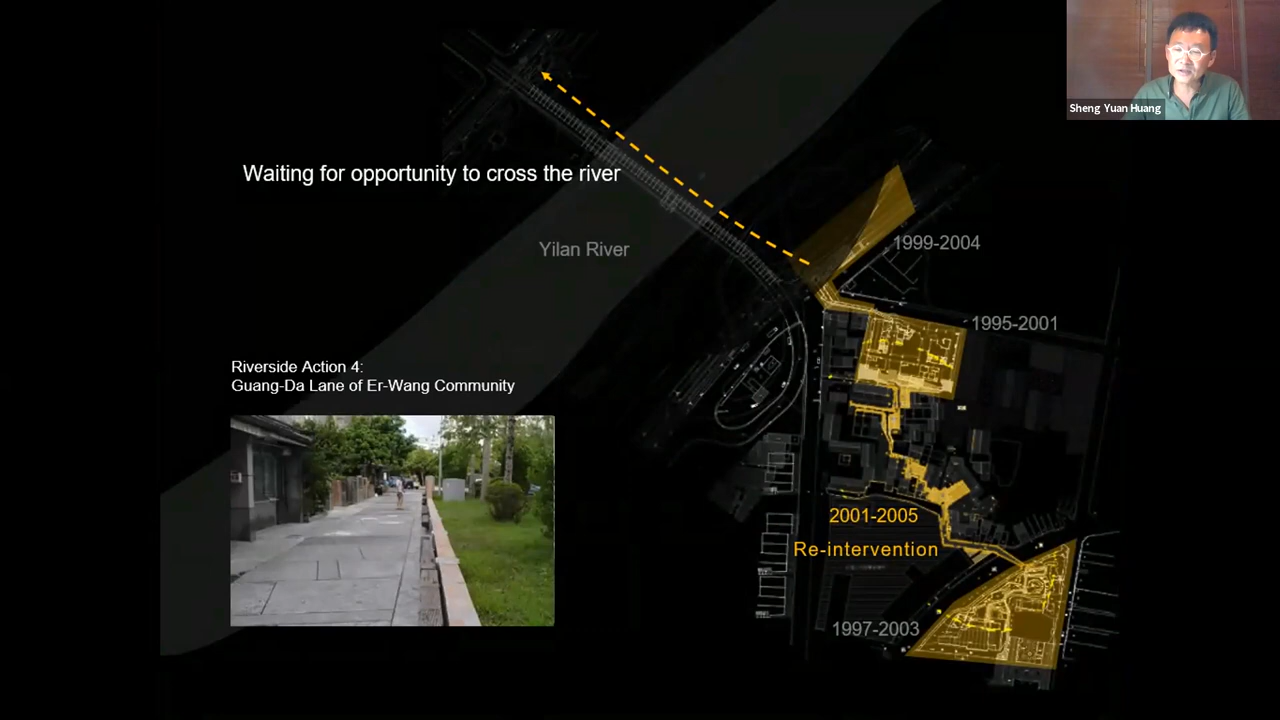 Sheng Yuan Huang
Waiting for opportunity to cross the river
Yilan River
1999-2004
1995-2001
Riverside Action 4:
Guang-Da Lane of Er-Wang Community
2001-2005
Re-intervention
1997-2003